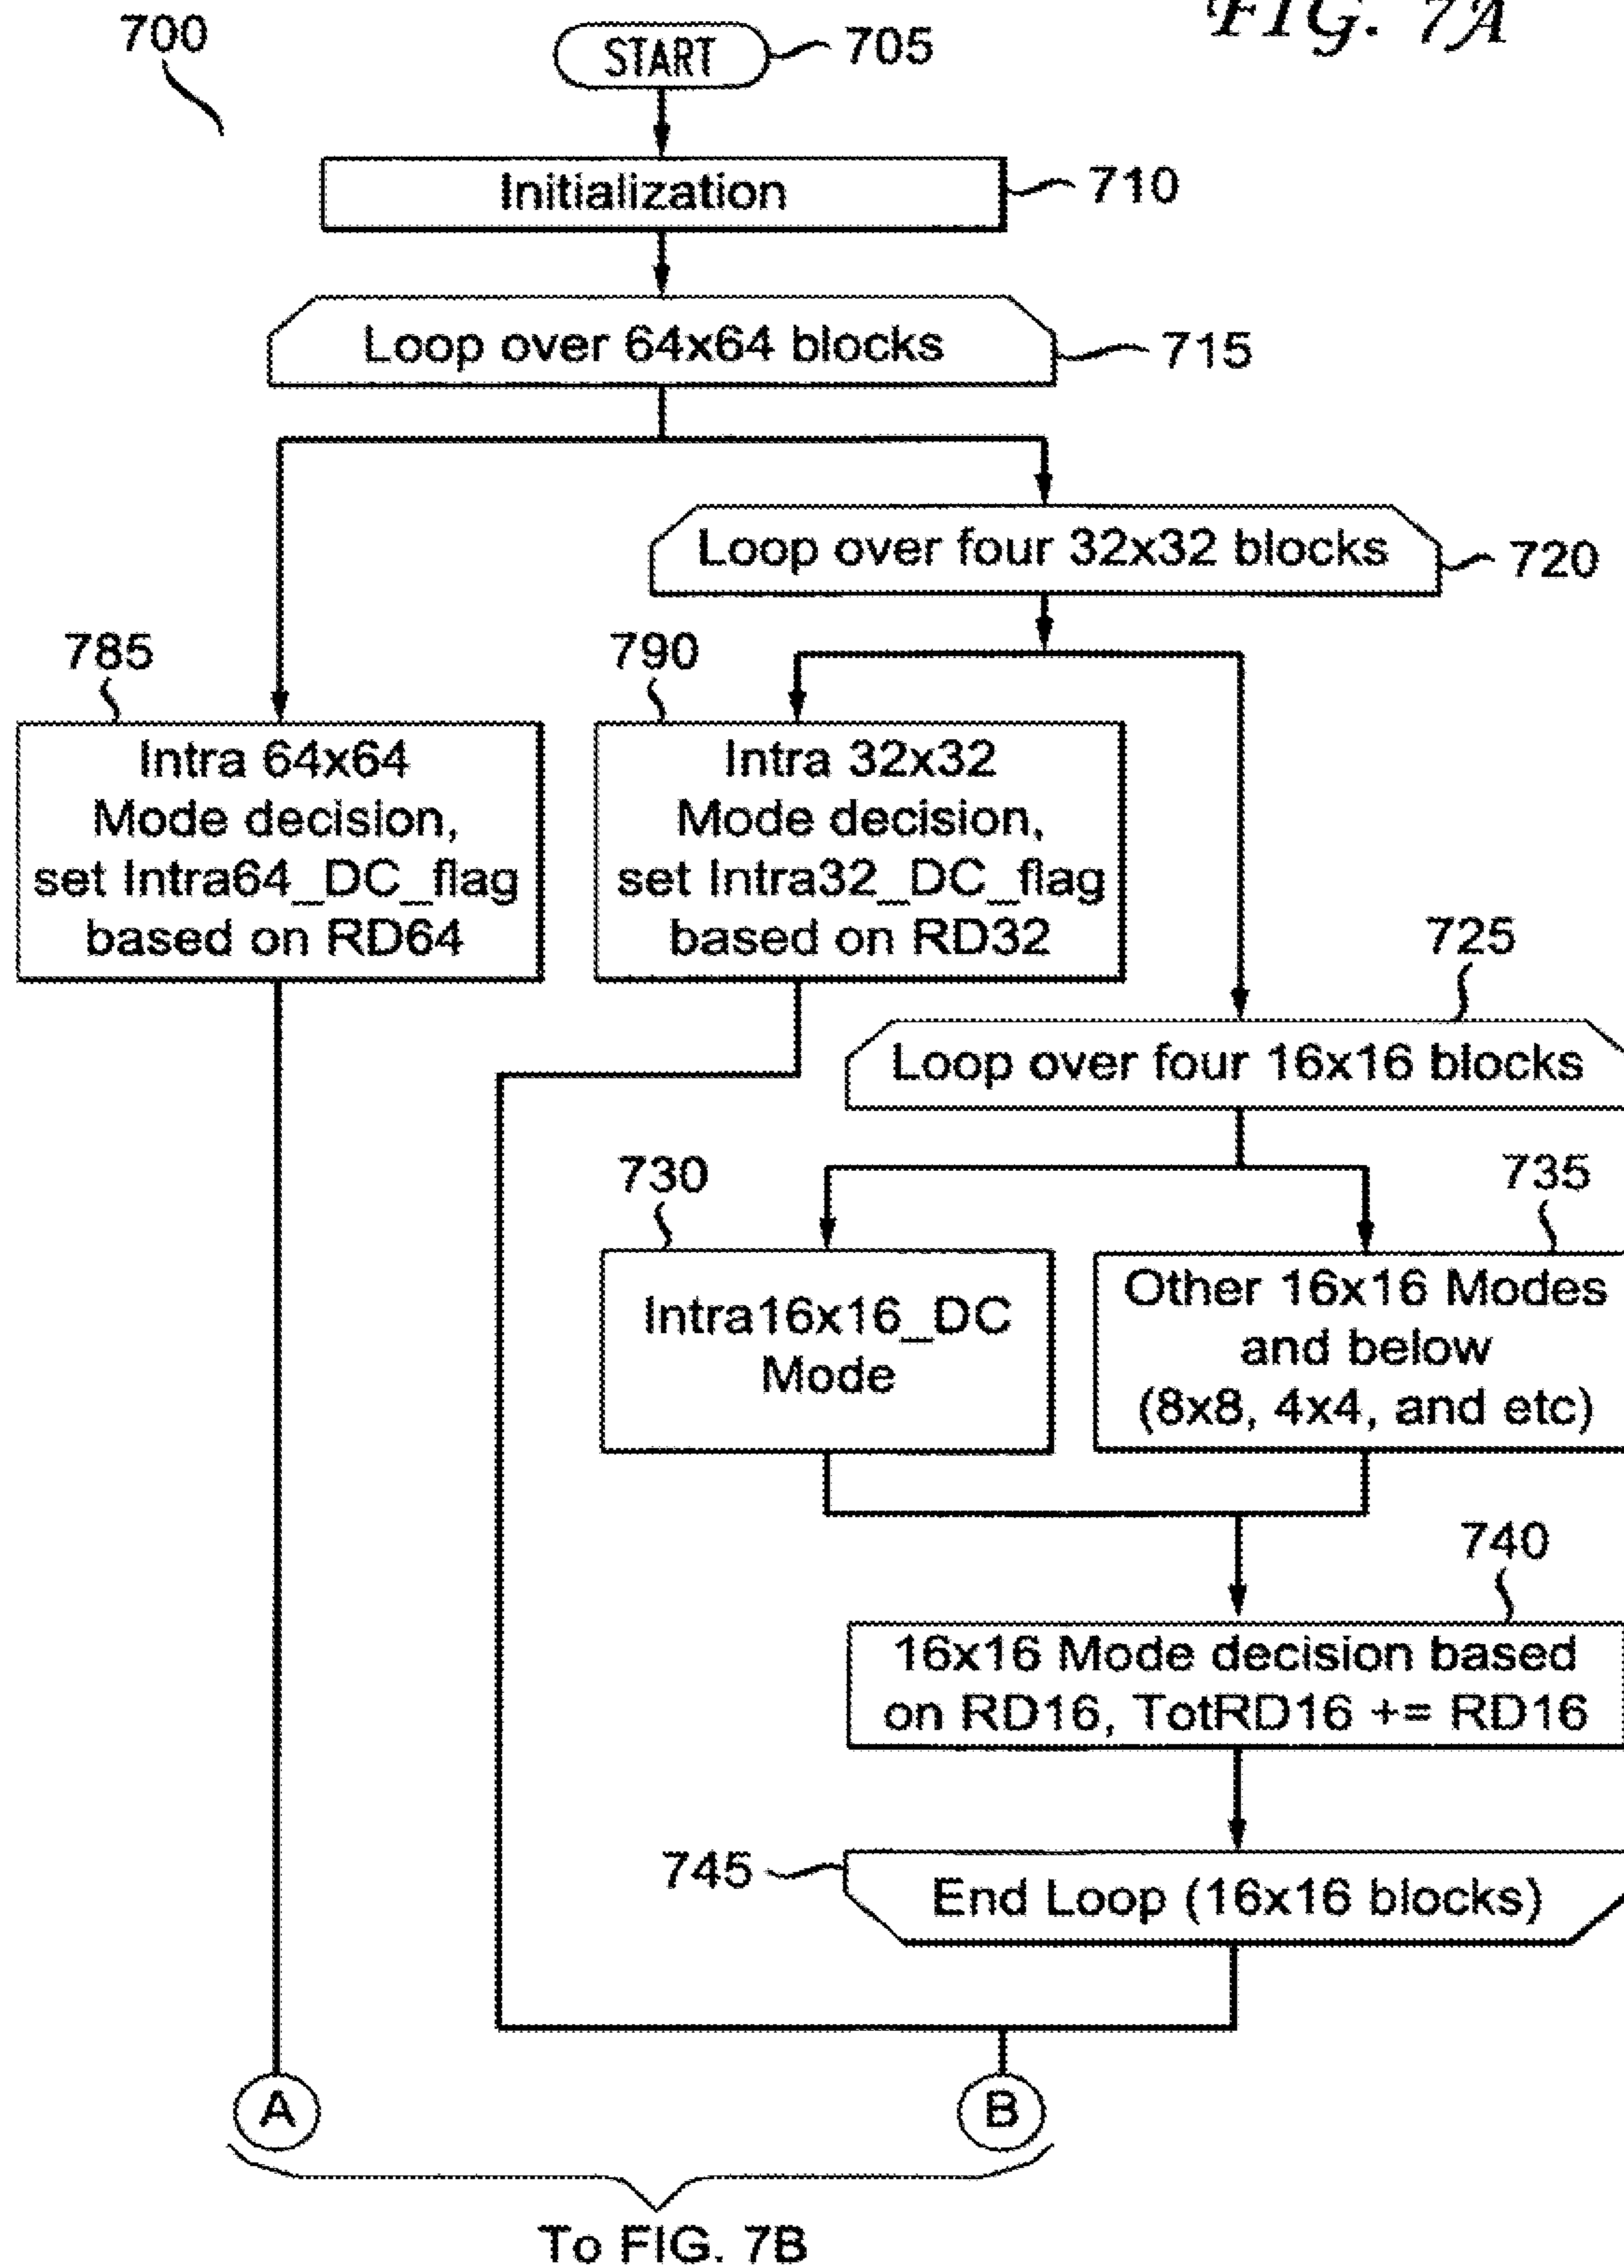 FIG. 7A
700
START
705
Initialization
710
Loop over 64x64 blocks
715
Loop over four 32x32 blocks
720
785
790
Intra 64x64
Mode decision,
set Intra64_DC_flag
based on RD64
Intra 32x32
Mode decision,
set Intra32_DC_flag
based on RD32
725
Loop over four 16x16 blocks
730
735
Intra16x16_DC
Mode
Other 16x16 Modes
and below
(8x8, 4x4, and etc)
740
16x16 Mode decision based
on RD16, TotRD16 += RD16
745
End Loop (16x16 blocks)
A
B
To FIG. 7B